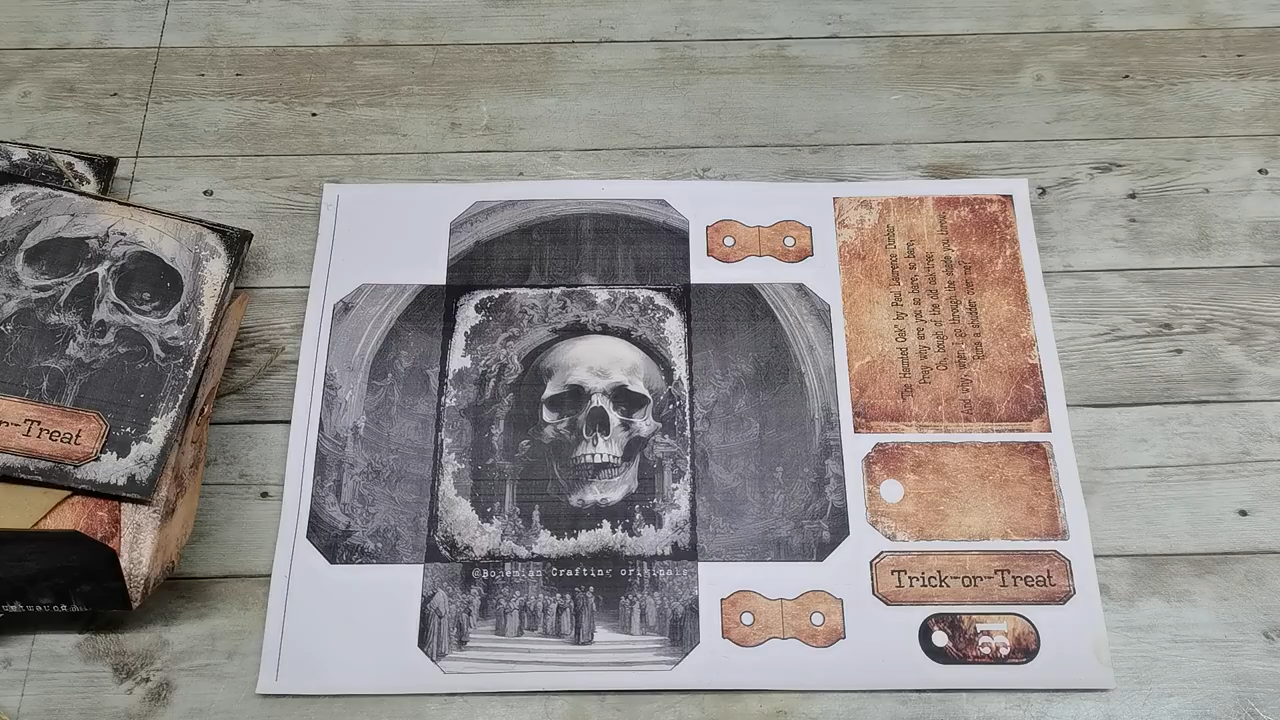 "The Haunted Oak" by Paul Laurence Dunbar
Pray why are you so bare, so bare,
Oh, bough of the old oak-tree;
And why, when I go through the shade you throw,
Runs a shudder over me?
r-Treat
@Bohemian Crafting originals
Trick-or-Treat